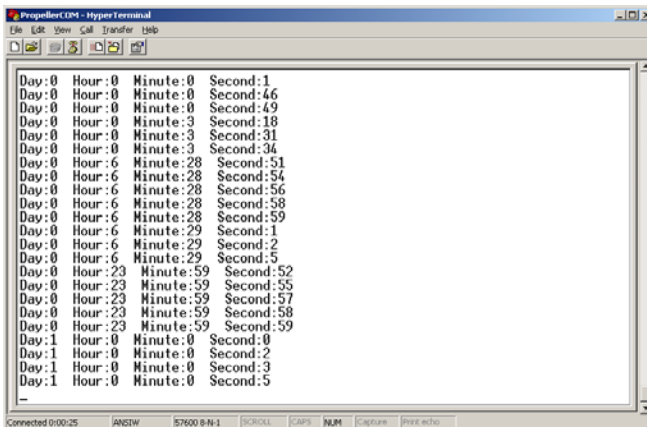 PropellerCOM - HyperTerminal
File Edit View Call Transfer Help
Day:0 Hour:0 Minute:0 Second:1
Day:0 Hour:0 Minute:0 Second:46
Day:0 Hour:0 Minute:0 Second:49
Day:0 Hour:0 Minute:3 Second:18
Day:0 Hour:0 Minute:3 Second:31
Day:0 Hour:0 Minute:3 Second:34
Day:0 Hour:6 Minute:28 Second:51
Day:0 Hour:6 Minute:28 Second:54
Day:0 Hour:6 Minute:28 Second:56
Day:0 Hour:6 Minute:28 Second:58
Day:0 Hour:6 Minute:28 Second:59
Day:0 Hour:6 Minute:29 Second:1
Day:0 Hour:6 Minute:29 Second:2
Day:0 Hour:6 Minute:29 Second:5
Day:0 Hour:23 Minute:59 Second:52
Day:0 Hour:23 Minute:59 Second:55
Day:0 Hour:23 Minute:59 Second:57
Day:0 Hour:23 Minute:59 Second:58
Day:0 Hour:23 Minute:59 Second:59
Day:1 Hour:0 Minute:0 Second:0
Day:1 Hour:0 Minute:0 Second:2
Day:1 Hour:0 Minute:0 Second:3
Day:1 Hour:0 Minute:0 Second:5
_
Connected 0:00:25 ANSIW 57600 8-N-1 SCROLL CAPS NUM Capture Print echo